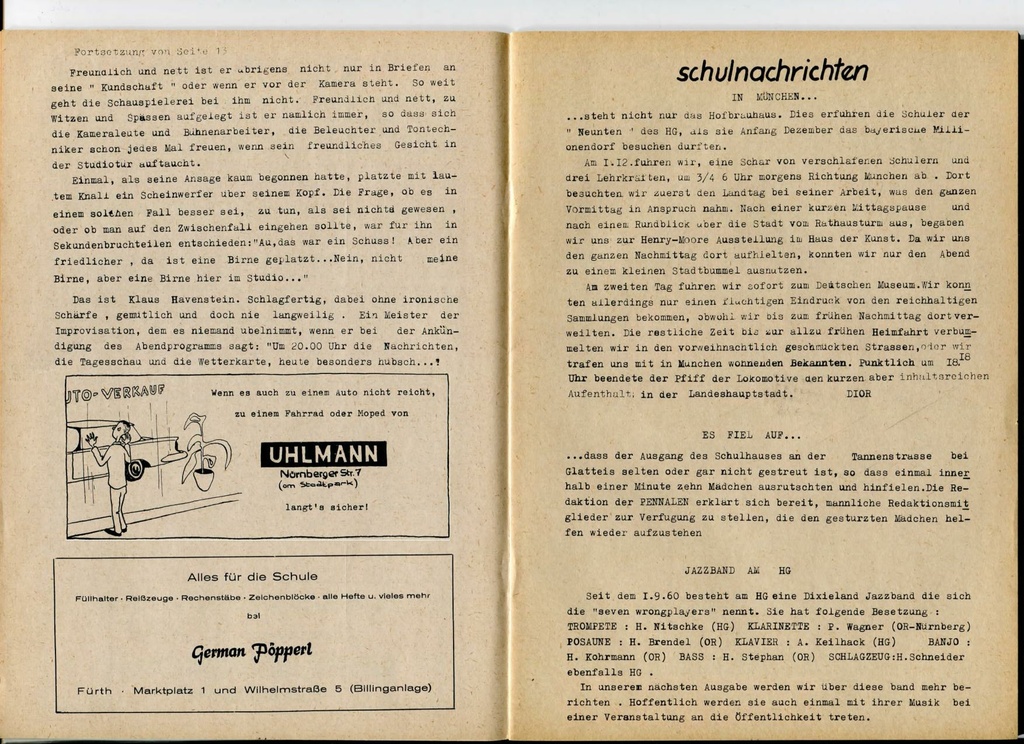 Fortsetzung von Seite 13
Freundlich und nett ist er ubrigens nicht nur in Briefen an
seine " Kundschaft " oder wenn er vor der Kamera steht. So weit
geht die Schauspielerei bei ihm nicht. Freundlich und nett, zu
Witzen und Spässen aufgelegt ist er namlich immer, so dass sich
die Kameraleute und Bühnenarbeiter, die Beleuchter und Tontech-
niker schon jedes Mal freuen, wenn sein freundliches Gesicht in
der Studiotür auftaucht.
Einmal, als seine Ansage kaum begonnen hatte, platzte mit lau-
tem Knall ein Scheinwerfer uber seinem Kopf. Die Frage, ob es in
einem solchen Fall besser sei, zu tun, als sei nichts gewesen ,
oder ob man auf den Zwischenfall eingehen sollte, war fur ihn in
Sekundenbruchteilen entschieden:"Au,das war ein Schuss! Aber ein
friedlicher , da ist eine Birne geplatzt...Nein, nicht meine
Birne, aber eine Birne hier im Studio..."
Das ist Klaus Havenstein. Schlagfertig, dabei ohne ironische
Schärfe , gemütlich und doch nie langweilig . Ein Meister der
Improvisation, dem es niemand ubelnimmt, wenn er bei der Ankün-
digung des Abendprogramms sagt: "Um 20.00 Uhr die Nachrichten,
die Tagesschau und die Wetterkarte, heute besonders hubsch...!
UTO-VERKAUF
Wenn es auch zu einem Auto nicht reicht,
zu einem Fahrrad oder Moped von
UHLMANN
Nürnberger Str. 7
(am Stadtpark)
langt's sicher!
Alles für die Schule
Füllhalter · Reißzeuge · Rechenstäbe · Zeichenblöcke · alle Hefte u. vieles mehr
bei
German Pöpperl
Fürth · Marktplatz 1 und Wilhelmstraße 5 (Billinganlage)
schulnachrichten
IN MÜNCHEN...
...steht nicht nur das Hofbrauhaus. Dies erfuhren die Schuler der
" Neunten " des HG, als sie Anfang Dezember das bayerische Milli-
onendorf besuchen durften.
Am I.I2.fuhren wir, eine Schar von verschlafenen Schulern und
drei Lehrkräften, um 3/4 6 Uhr morgens Richtung Munchen ab . Dort
besuchten wir zuerst den Landtag bei seiner Arbeit, was den ganzen
Vormittag in Anspruch nahm. Nach einer kurzen Mittagspause und
nach einem Rundblick uber die Stadt vom Rathausturm aus, begaben
wir uns zur Henry-Moore Ausstellung im Haus der Kunst. Da wir uns
den ganzen Nachmittag dort aufhielten, konnten wir nur den Abend
zu einem kleinen Stadtbummel ausnutzen.
Am zweiten Tag fuhren wir sofort zum Deutschen Museum.Wir konn
ten allerdings nur einen fluchtigen Eindruck von den reichhaltigen
Sammlungen bekommen, obwohl wir bis zum frühen Nachmittag dort ver-
weilten. Die restliche Zeit bis zur allzu frühen Heimfahrt verbum-
melten wir in den vorweihnachtlich geschmückten Strassen,oder wir
trafen uns mit in Munchen wohnenden Bekannten. Punktlich um I8.18
Uhr beendete der Pfiff der Lokomotive den kurzen aber inhaltsreichen
Aufenthalt in der Landeshauptstadt. DIOR
ES FIEL AUF...
...dass der Ausgang des Schulhauses an der Tannenstrasse bei
Glatteis selten oder gar nicht gestreut ist, so dass einmal inner
halb einer Minute zehn Mädchen ausrutschten und hinfielen.Die Re-
daktion der PENNALEN erklärt sich bereit, mannliche Redaktionsmit
glieder zur Verfugung zu stellen, die den gesturzten Mädchen hel-
fen wieder aufzustehen
JAZZBAND AM HG
Seit dem I.9.60 besteht am HG eine Dixieland Jazzband die sich
die "seven wrongplayers" nennt. Sie hat folgende Besetzung :
TROMPETE : H. Nitschke (HG) KLARINETTE : P. Wagner (OR-Nürnberg)
POSAUNE : H. Brendel (OR) KLAVIER : A. Keilhack (HG) BANJO :
H. Kohrmann (OR) BASS : H. Stephan (OR) SCHLAGZEUG:H.Schneider
ebenfalls HG .
In unserer nächsten Ausgabe werden wir über diese band mehr be-
richten . Hoffentlich werden sie auch einmal mit ihrer Musik bei
einer Veranstaltung an die Öffentlichkeit treten.